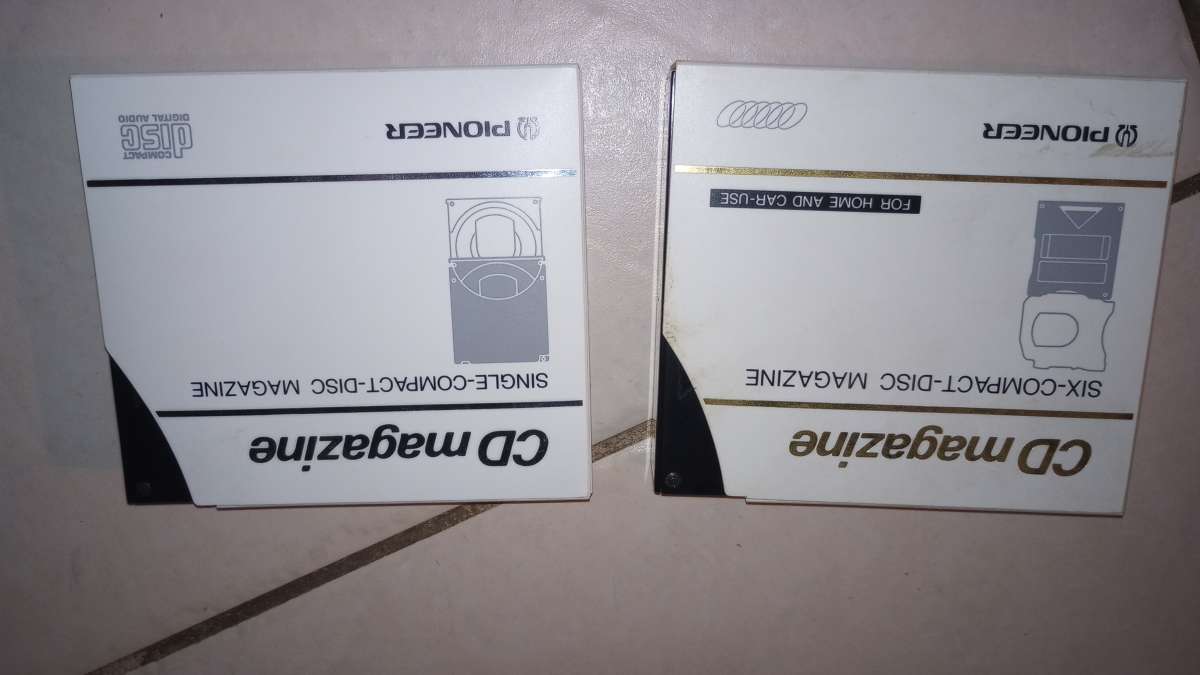 CD magazine
SINGLE-COMPACT-DISC MAGAZINE
PIONEER
COMPACT
disc
DIGITAL AUDIO
CD magazine
SIX-COMPACT-DISC MAGAZINE
FOR HOME AND CAR-USE
PIONEER